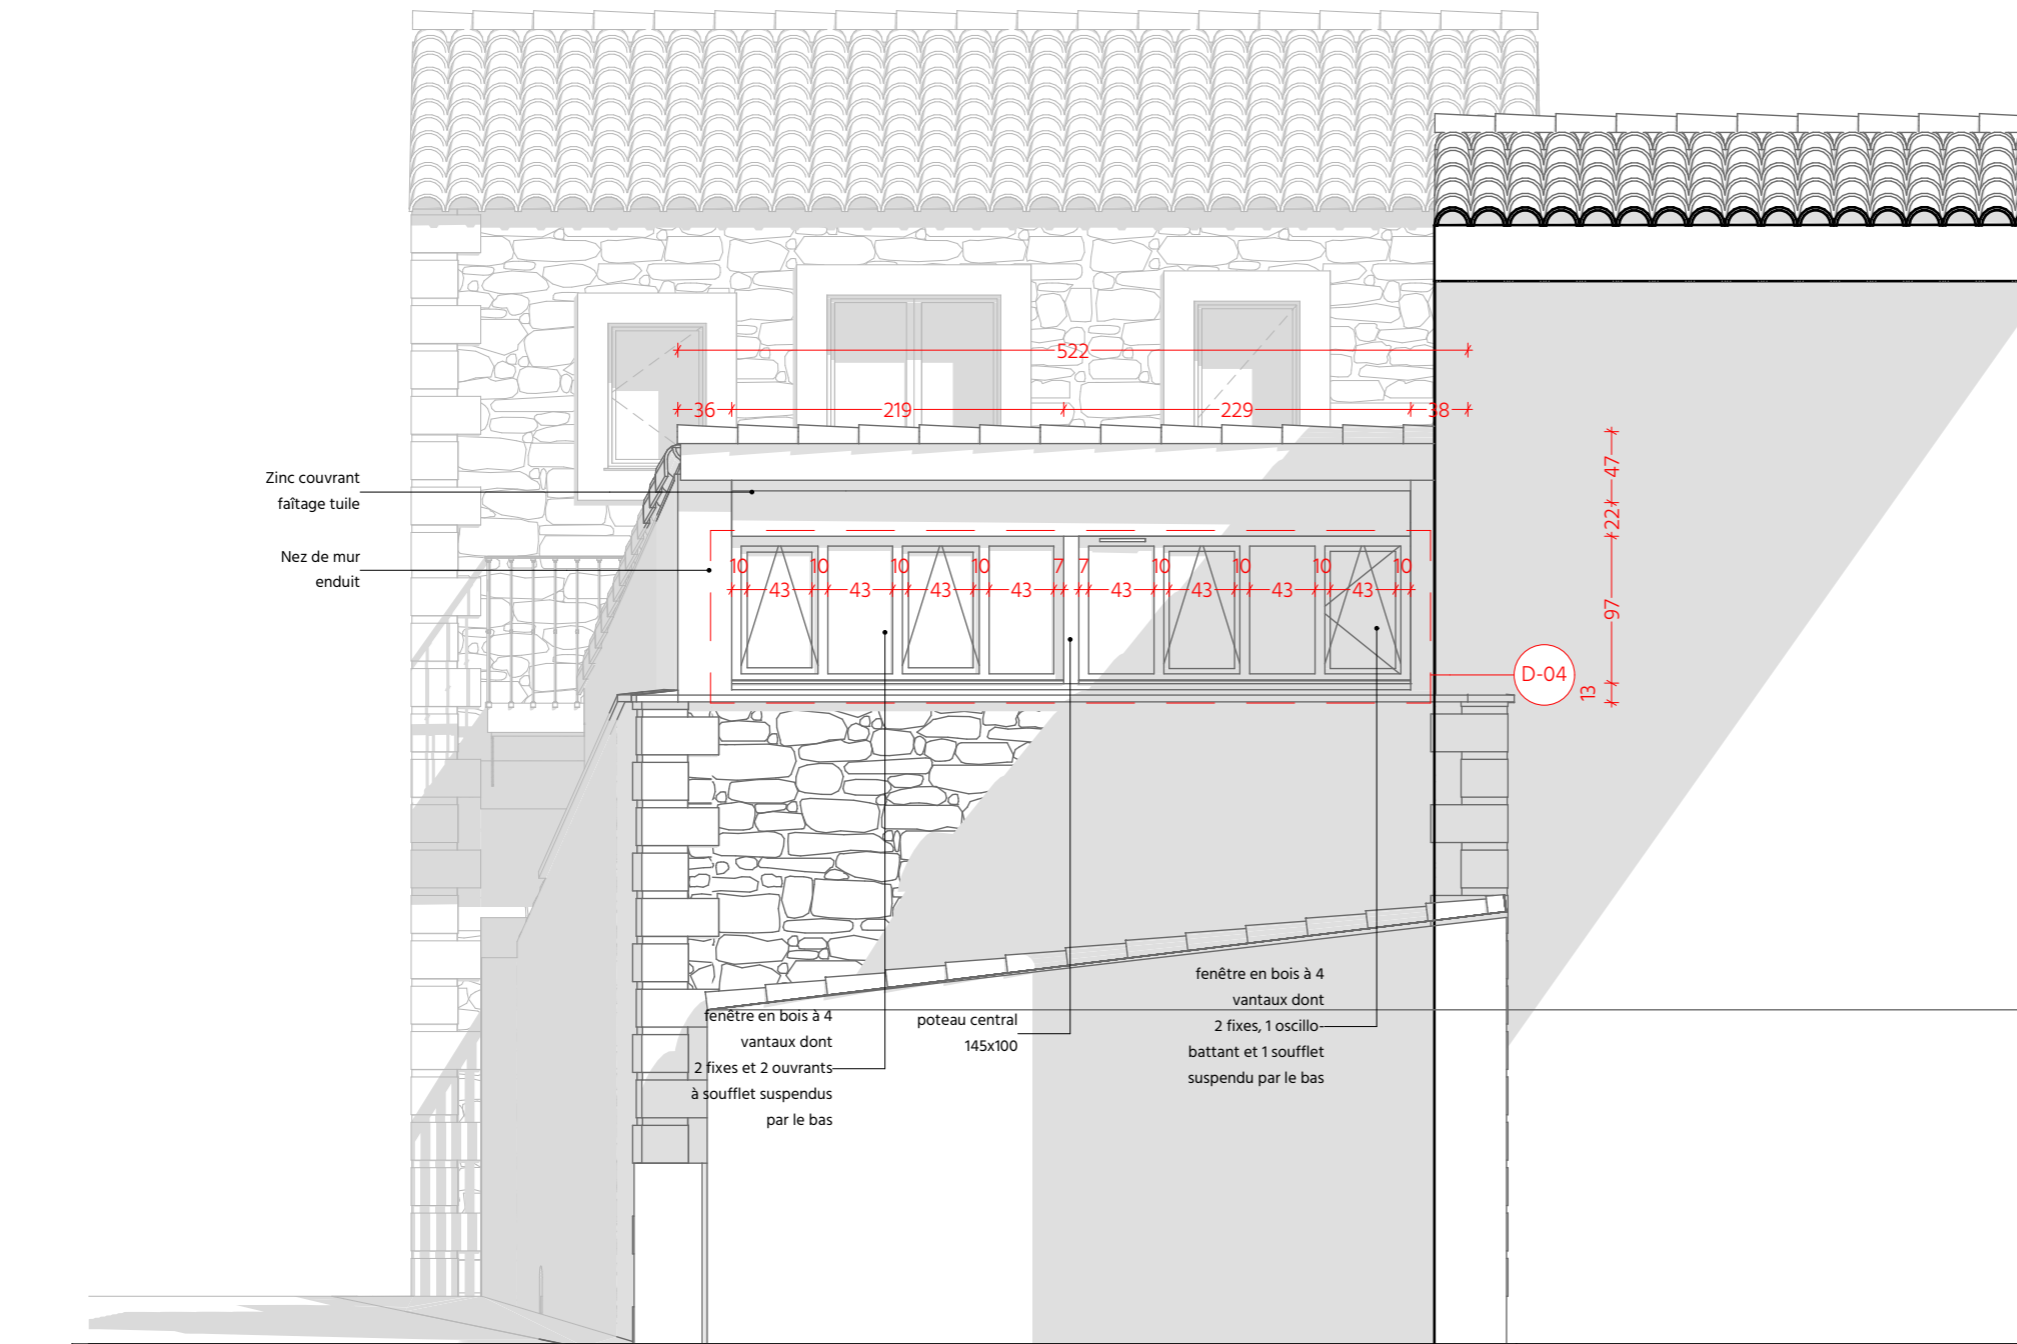 522
36 219 229 38
47
22
97
13
Zinc couvrant
faîtage tuile
Nez de mur
enduit
10 10 10 10 7 7 10 10 10 10
43 43 43 43 43 43 43 43
D-04
fenêtre en bois à 4
vantaux dont
2 fixes et 2 ouvrants
à soufflet suspendus
par le bas
poteau central
145x100
fenêtre en bois à 4
vantaux dont
2 fixes, 1 oscillo-
battant et 1 soufflet
suspendu par le bas